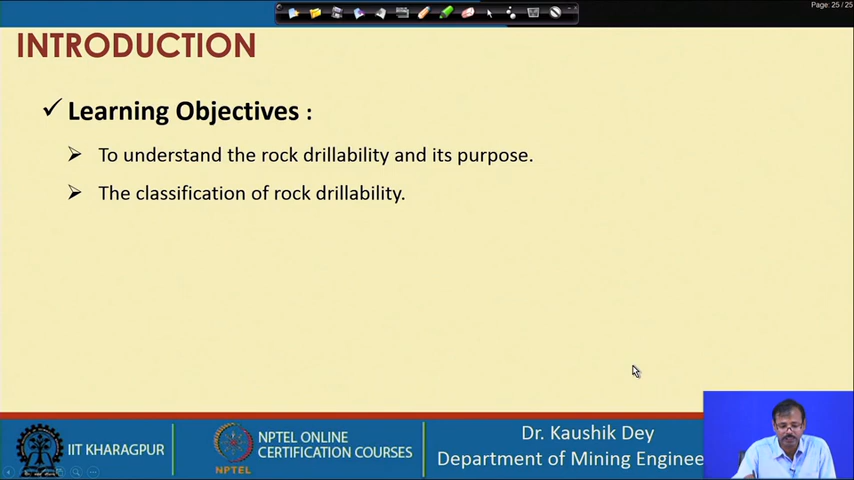 Page: 25 / 25
INTRODUCTION
✓ Learning Objectives :
➢ To understand the rock drillability and its purpose.
➢ The classification of rock drillability.
IIT KHARAGPUR
NPTEL
NPTEL ONLINE
CERTIFICATION COURSES
Dr. Kaushik Dey
Department of Mining Enginee